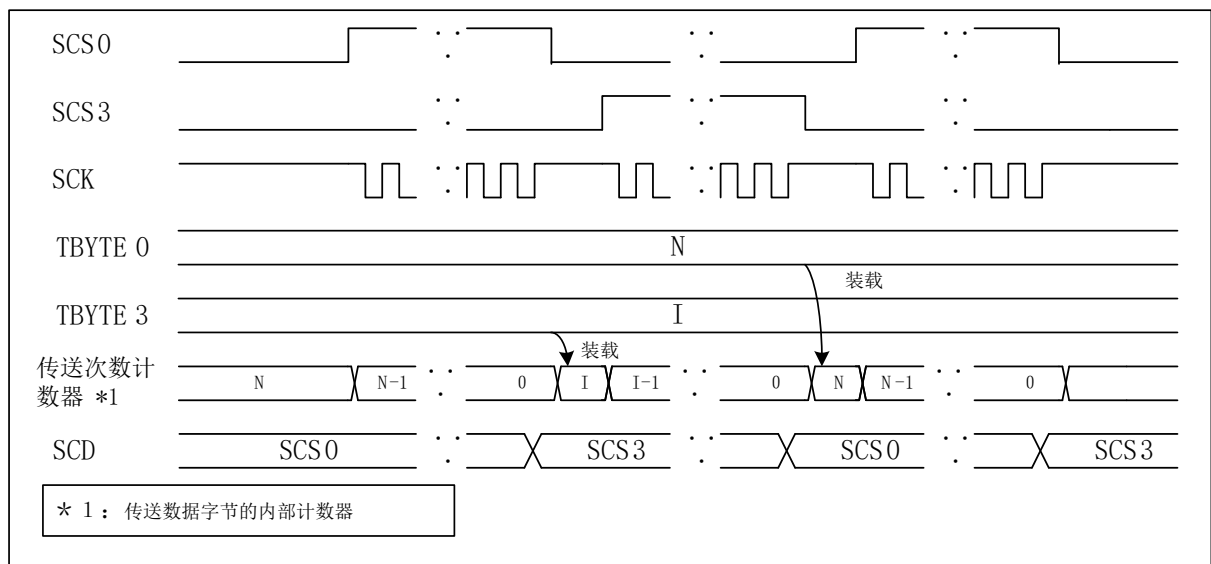 SCS0
SCS3
SCK
TBYTE 0
N
装载
TBYTE 3
I
装载
传送次数计
数器 *1
N
N-1
0
I
I-1
0
N
N-1
0
SCD
SCS0
SCS3
SCS0
SCS3
* 1：传送数据字节的内部计数器